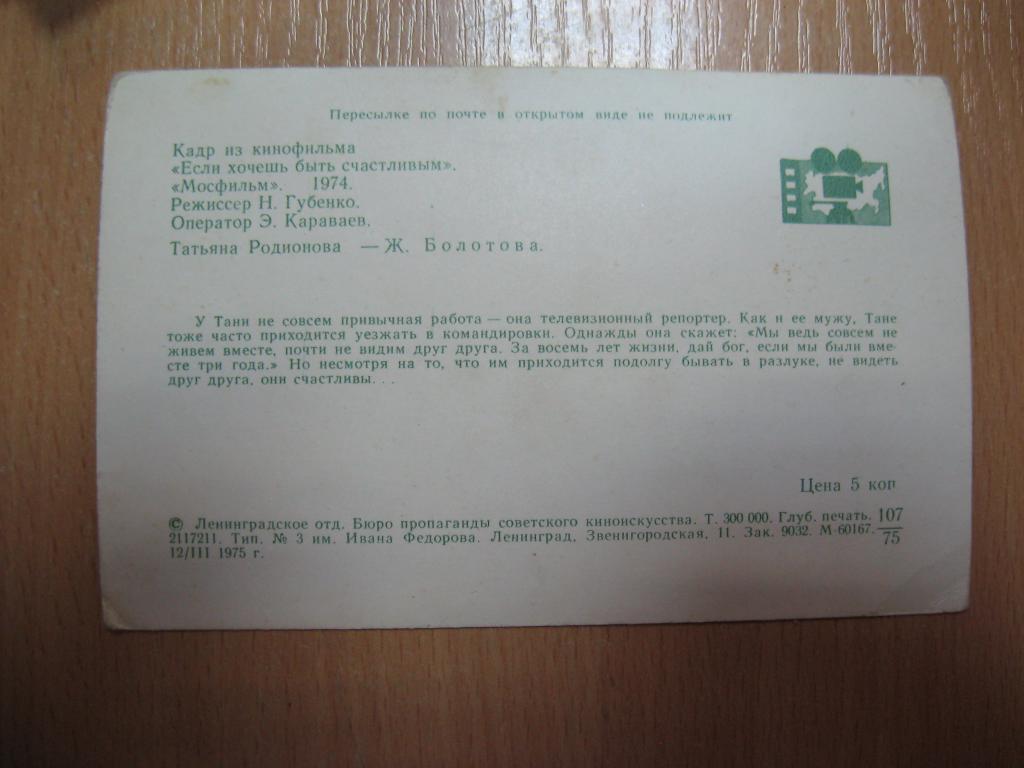 Пересылке по почте в открытом виде не подлежит
Кадр из кинофильма
«Если хочешь быть счастливым».
«Мосфильм». 1974.
Режиссер Н. Губенко.
Оператор Э. Караваев.
Татьяна Родионова — Ж. Болотова.
У Тани не совсем привычная работа — она телевизионный репортер. Как и ее мужу, Тане
тоже часто приходится уезжать в командировки. Однажды она скажет: «Мы ведь совсем не
живем вместе, почти не видим друг друга. За восемь лет жизни, дай бог, если мы были вме-
сте три года.» Но несмотря на то, что им приходится подолгу бывать в разлуке, не видеть
друг друга, они счастливы. . .
Цена 5 коп
© Ленинградское отд. Бюро пропаганды советского киноискусства. Т. 300 000. Глуб. печать. 107/75
2117211. Тип. № 3 им. Ивана Федорова. Ленинград, Звенигородская, 11. Зак. 9032. М-60167.
12/III 1975 г.